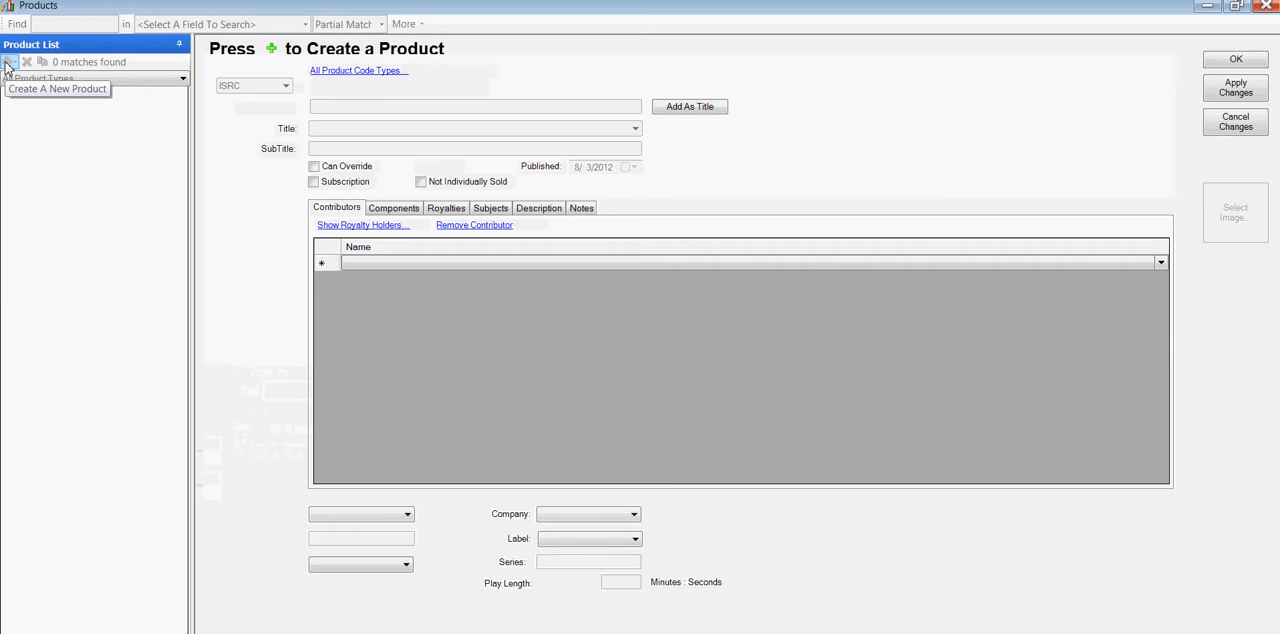 Products
Find in <Select A Field To Search> Partial Match More
Product List
0 matches found
All Product Types
Create A New Product
Press + to Create a Product
All Product Code Types...
ISRC
Add As Title
Title:
SubTitle:
Can Override Published: 8/ 3/2012
Subscription Not Individually Sold
Contributors Components Royalties Subjects Description Notes
Show Royalty Holders... Remove Contributor
Name
*
Company:
Label:
Series:
Play Length: Minutes : Seconds
OK
Apply
Changes
Cancel
Changes
Select
Image...